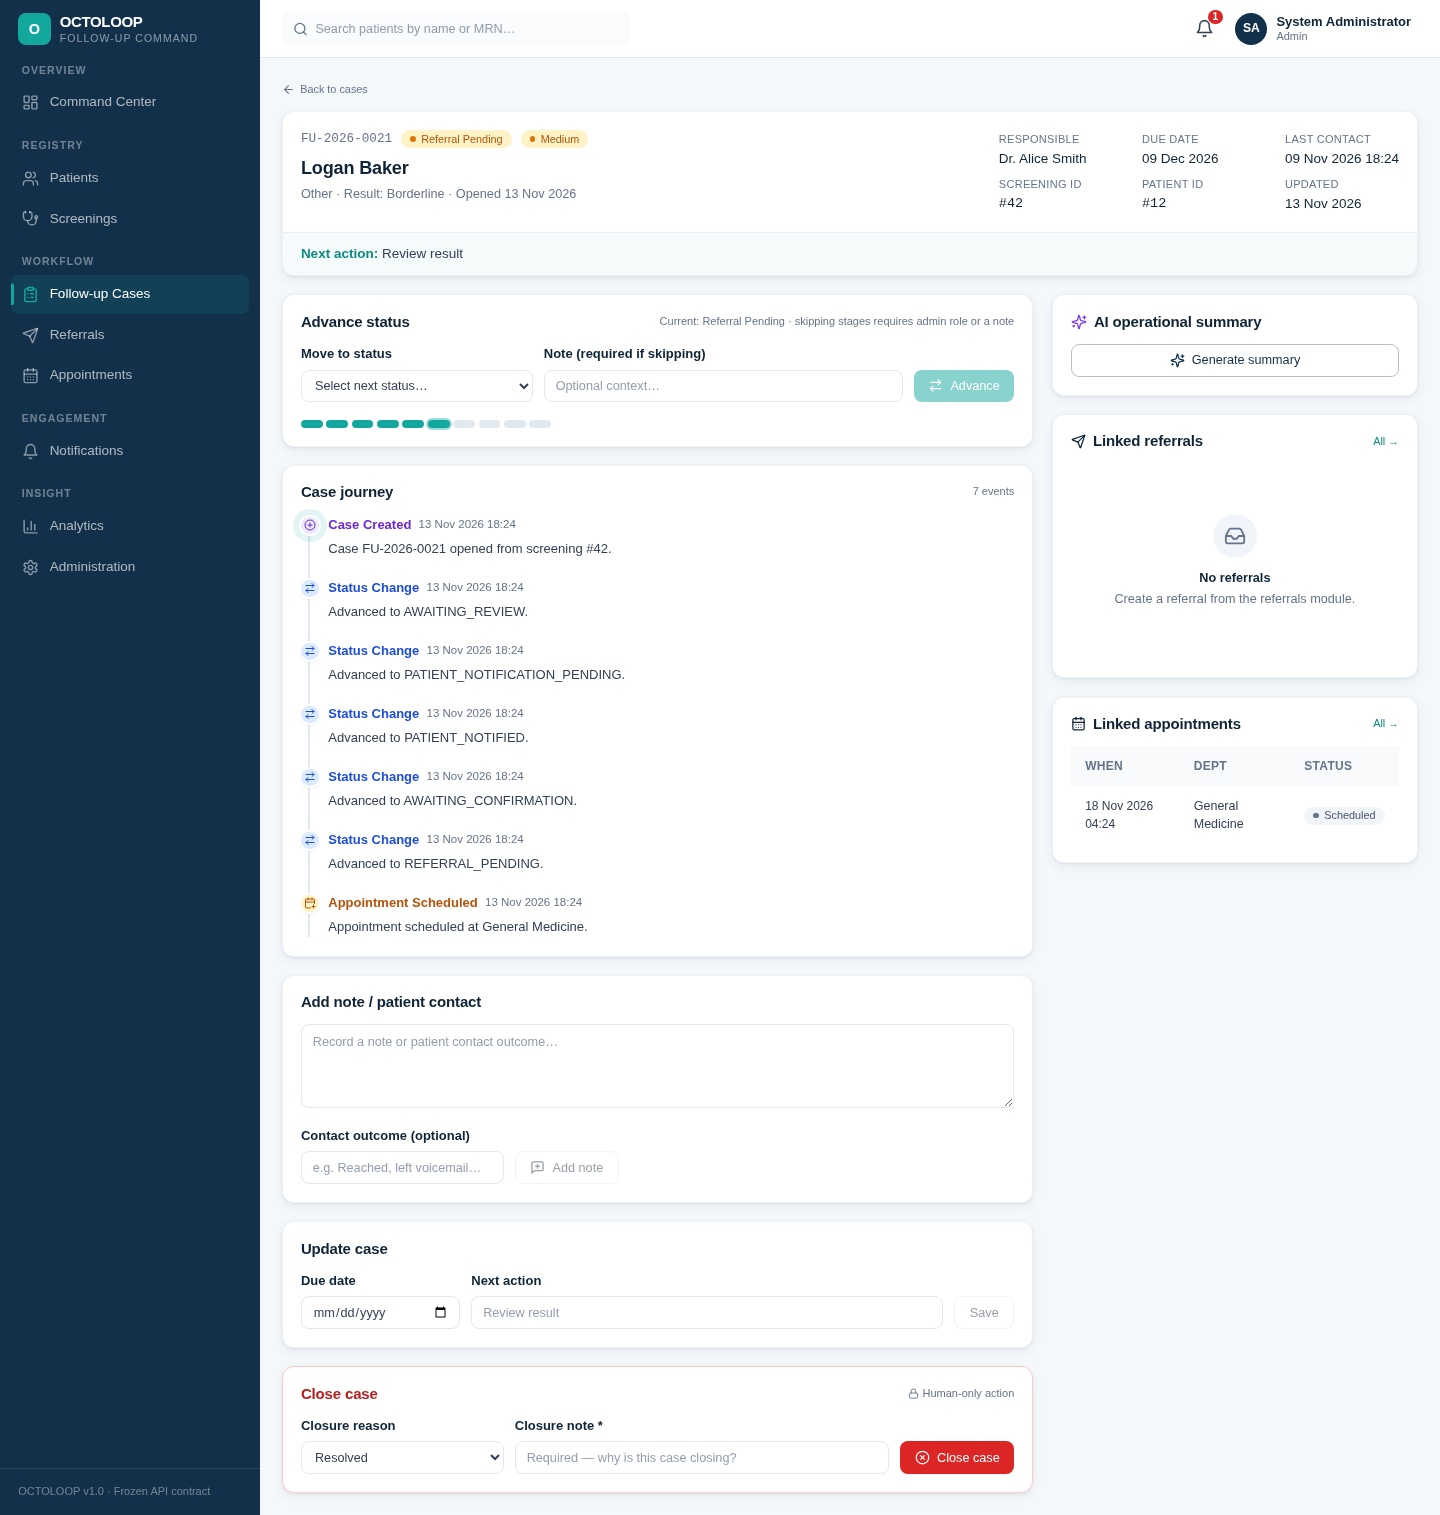 O
OCTOLOOP
FOLLOW-UP COMMAND
OVERVIEW
Command Center
REGISTRY
Patients
Screenings
WORKFLOW
Follow-up Cases
Referrals
Appointments
ENGAGEMENT
Notifications
INSIGHT
Analytics
Administration
OCTOLOOP v1.0 · Frozen API contract
Search patients by name or MRN…
1
SA
System Administrator
Admin
Back to cases
FU-2026-0021
Referral Pending
Medium
Logan Baker
Other · Result: Borderline · Opened 13 Nov 2026
RESPONSIBLE
Dr. Alice Smith
DUE DATE
09 Dec 2026
LAST CONTACT
09 Nov 2026 18:24
SCREENING ID
#42
PATIENT ID
#12
UPDATED
13 Nov 2026
Next action: Review result
Advance status
Current: Referral Pending · skipping stages requires admin role or a note
Move to status
Note (required if skipping)
Select next status…
Optional context…
Advance
Case journey
7 events
Case Created 13 Nov 2026 18:24
Case FU-2026-0021 opened from screening #42.
Status Change 13 Nov 2026 18:24
Advanced to AWAITING_REVIEW.
Status Change 13 Nov 2026 18:24
Advanced to PATIENT_NOTIFICATION_PENDING.
Status Change 13 Nov 2026 18:24
Advanced to PATIENT_NOTIFIED.
Status Change 13 Nov 2026 18:24
Advanced to AWAITING_CONFIRMATION.
Status Change 13 Nov 2026 18:24
Advanced to REFERRAL_PENDING.
Appointment Scheduled 13 Nov 2026 18:24
Appointment scheduled at General Medicine.
Add note / patient contact
Record a note or patient contact outcome…
Contact outcome (optional)
e.g. Reached, left voicemail…
Add note
Update case
Due date
Next action
mm/dd/yyyy
Review result
Save
Close case
Human-only action
Closure reason
Closure note *
Resolved
Required — why is this case closing?
Close case
AI operational summary
Generate summary
Linked referrals
All →
No referrals
Create a referral from the referrals module.
Linked appointments
All →
WHEN
DEPT
STATUS
18 Nov 2026
04:24
General
Medicine
Scheduled